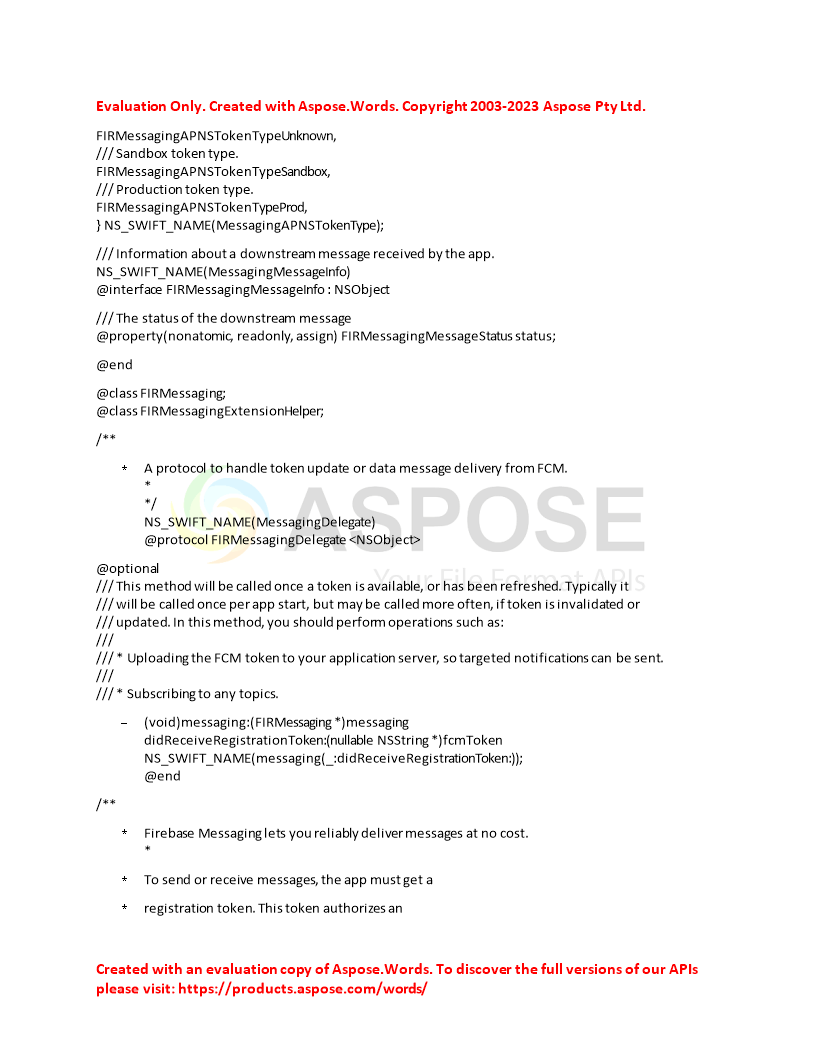 Evaluation Only. Created with Aspose.Words. Copyright 2003-2023 Aspose Pty Ltd.
FIRMessagingAPNSTokenTypeUnknown,
/// Sandbox token type.
FIRMessagingAPNSTokenTypeSandbox,
/// Production token type.
FIRMessagingAPNSTokenTypeProd,
} NS_SWIFT_NAME(MessagingAPNSTokenType);
/// Information about a downstream message received by the app.
NS_SWIFT_NAME(MessagingMessageInfo)
@interface FIRMessagingMessageInfo : NSObject
/// The status of the downstream message
@property(nonatomic, readonly, assign) FIRMessagingMessageStatus status;
@end
@class FIRMessaging;
@class FIRMessagingExtensionHelper;
/**
* A protocol to handle token update or data message delivery from FCM.
*
*/
NS_SWIFT_NAME(MessagingDelegate)
@protocol FIRMessagingDelegate <NSObject>
ASPOSE
Your File Format APIs
@optional
/// This method will be called once a token is available, or has been refreshed. Typically it
/// will be called once per app start, but may be called more often, if token is invalidated or
/// updated. In this method, you should perform operations such as:
///
/// * Uploading the FCM token to your application server, so targeted notifications can be sent.
///
/// * Subscribing to any topics.
– (void)messaging:(FIRMessaging *)messaging
didReceiveRegistrationToken:(nullable NSString *)fcmToken
NS_SWIFT_NAME(messaging(_:didReceiveRegistrationToken:));
@end
/**
* Firebase Messaging lets you reliably deliver messages at no cost.
*
* To send or receive messages, the app must get a
* registration token. This token authorizes an
Created with an evaluation copy of Aspose.Words. To discover the full versions of our APIs
please visit: https://products.aspose.com/words/